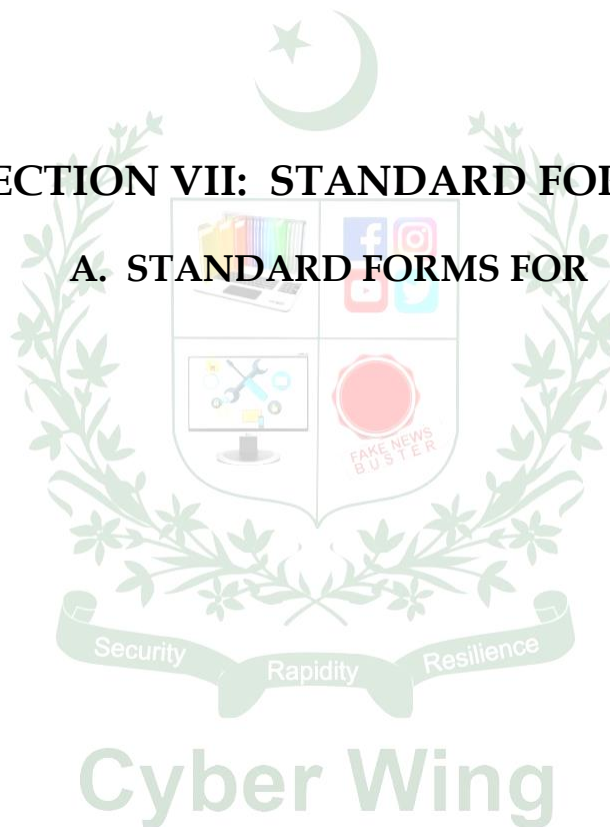 ECTION VII: STANDARD FO
A. STANDARD FORMS FOR
FAKE NEWS
BUSTER
Security Rapidity Resilience
Cyber Wing